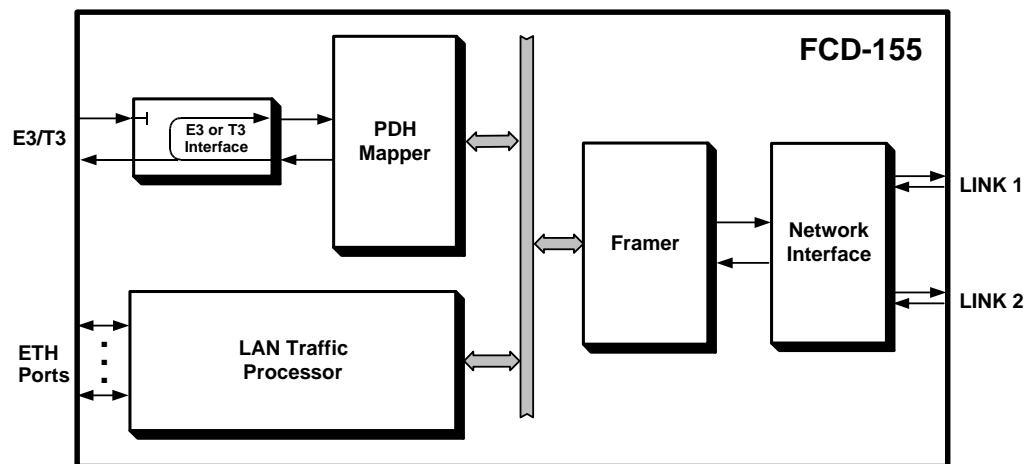 FCD-155
E3/T3
E3 or T3
Interface
PDH
Mapper
Framer
Network
Interface
LINK 1
LINK 2
ETH
Ports
LAN Traffic
Processor